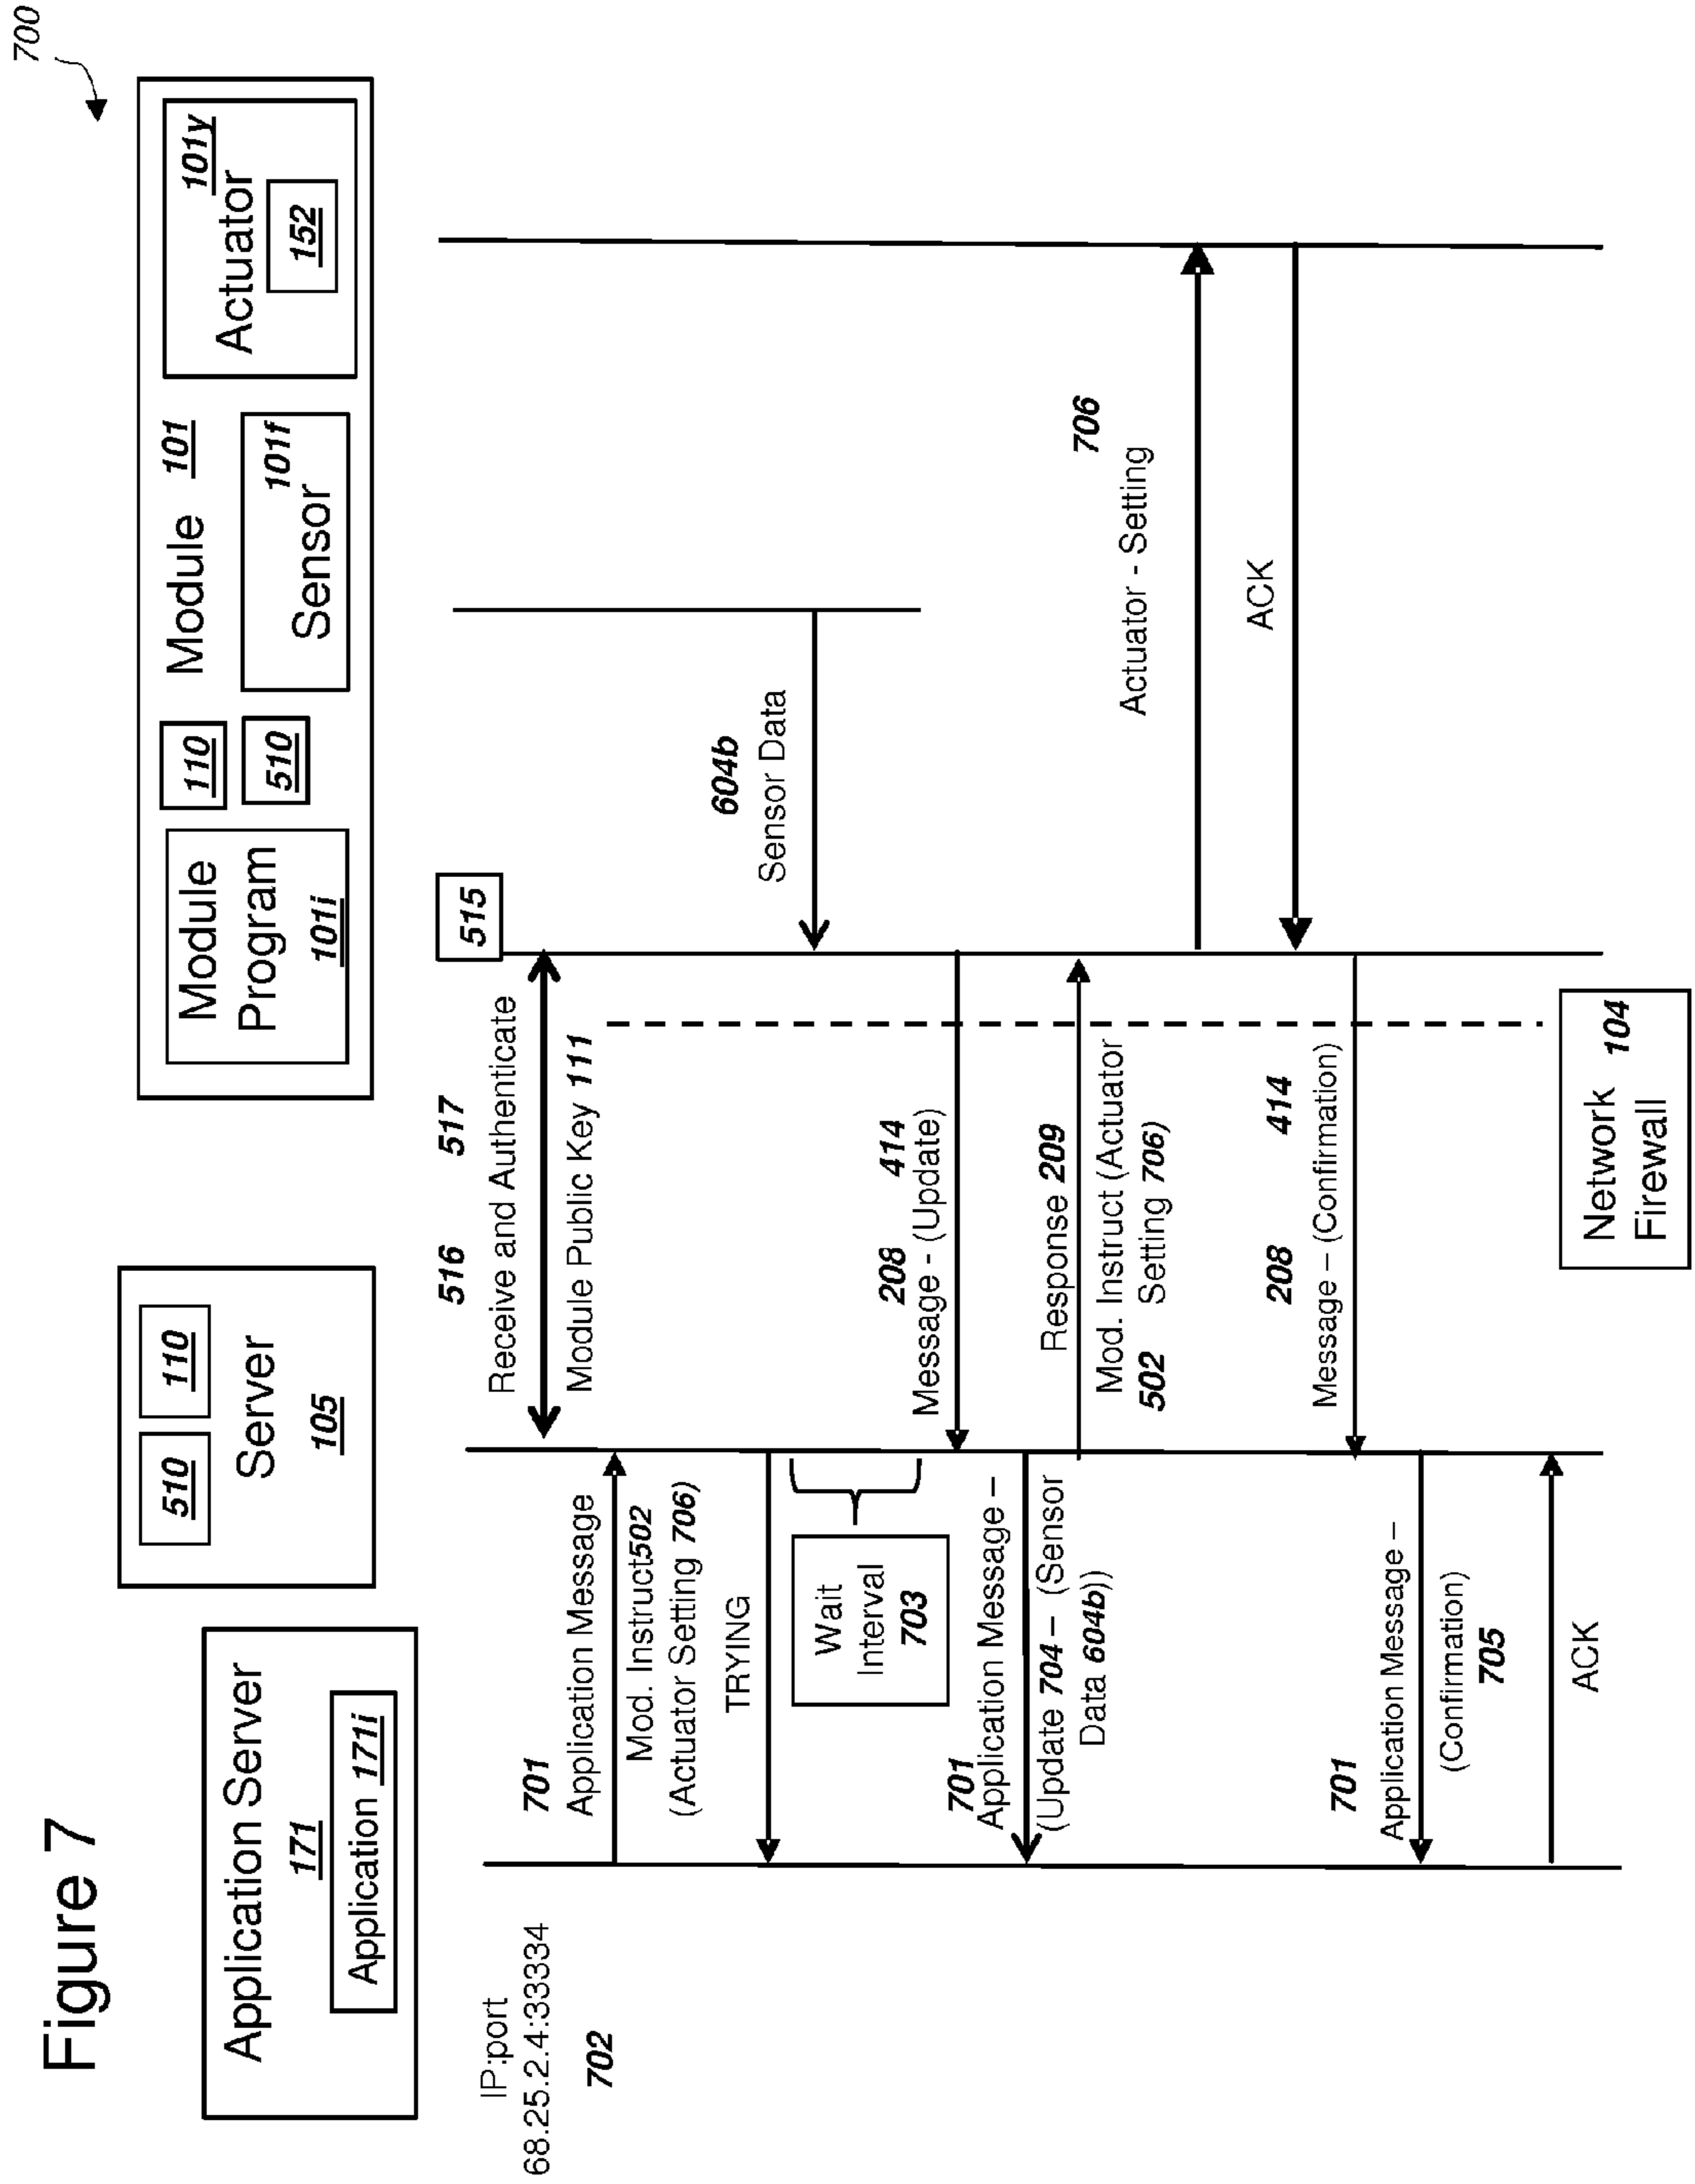 Figure 7
700
Application Server
171
Application 171i
510
110
Server
105
Module
Program
101i
110
510
Module 101
101f
Sensor
101y
Actuator
152
IP:port
68.25.2.4:33334
702
516 517
Receive and Authenticate
Module Public Key 111
515
701
Application Message
Mod. Instruct502
(Actuator Setting 706)
TRYING
604b
Sensor Data
Wait
Interval
703
208 414
Message - (Update)
701
Application Message –
(Update 704 – (Sensor
Data 604b))
Response 209
Mod. Instruct (Actuator
502 Setting 706)
706
Actuator - Setting
ACK
208 414
Message – (Confirmation)
701
Application Message –
(Confirmation)
705
ACK
Network 104
Firewall